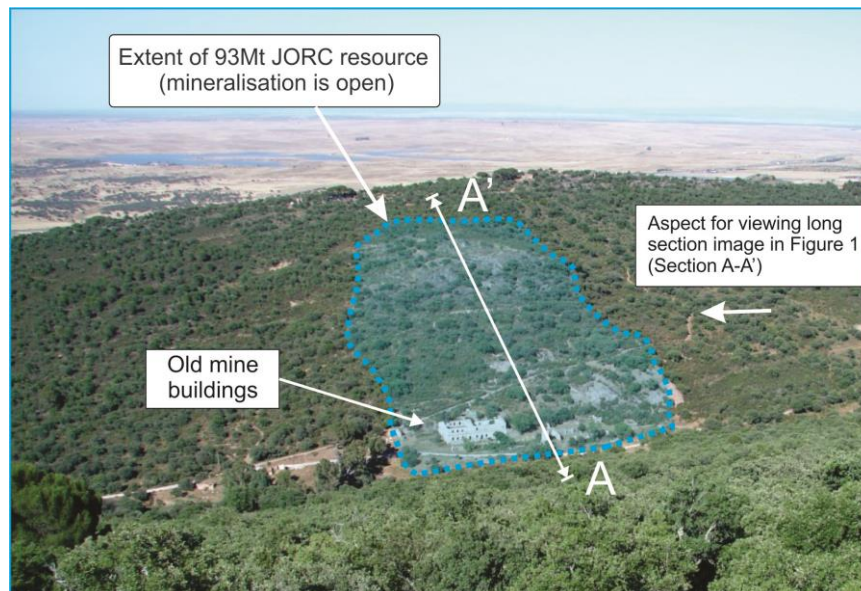 Extent of 93Mt JORC resource
(mineralisation is open)
A'
Aspect for viewing long
section image in Figure 1
(Section A-A')
Old mine
buildings
A